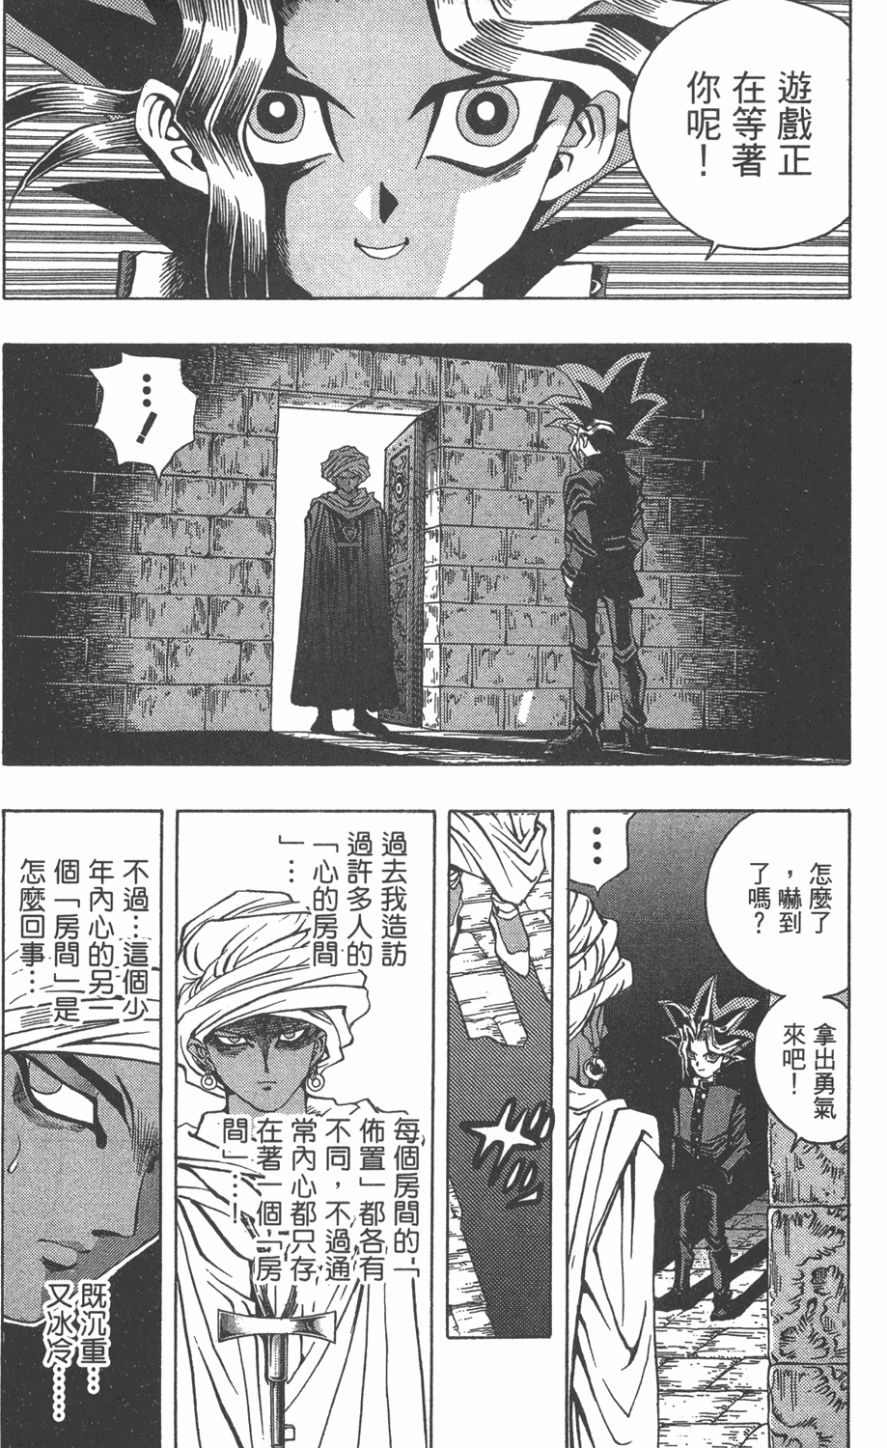 遊戲正
在等著
你呢！
…！
怎麼了
，嚇到
了嗎？
拿出勇氣
來吧！
…
過去我造訪
過許多人的
「心的房間
」…
每個房間的「
佈置」都各有
不同，不過通
常內心都只存
在著一個「房
間」…！
不過…這個少
年內心的另一
個「房間」是
怎麼回事…
既沉重…
又冰冷……